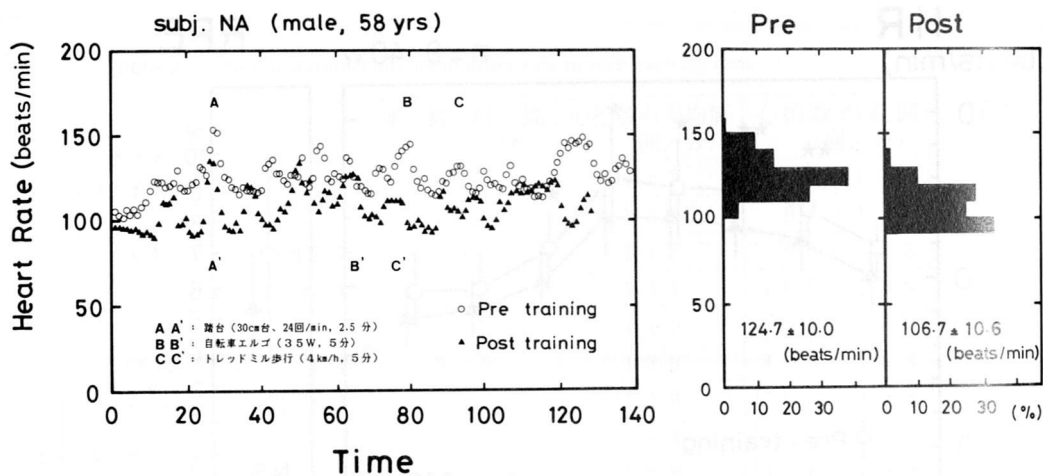 subj. NA (male, 58 yrs)
Pre
Post
Heart Rate (beats/min)
200
150
100
50
0
A
B
C
A'
B'
C'
○ Pre training
▲ Post training
A A' : 踏台 (30cm台、24回/min, 2.5 分)
B B' : 自転車エルゴ (35W, 5分)
C C' : トレッドミル歩行 (4km/h, 5分)
0 20 40 60 80 100 120 140
Time
200
150
100
50
0
124.7 ± 10.0
(beats/min)
106.7 ± 10.6
(beats/min)
0 10 20 30
0 10 20 30 (%)